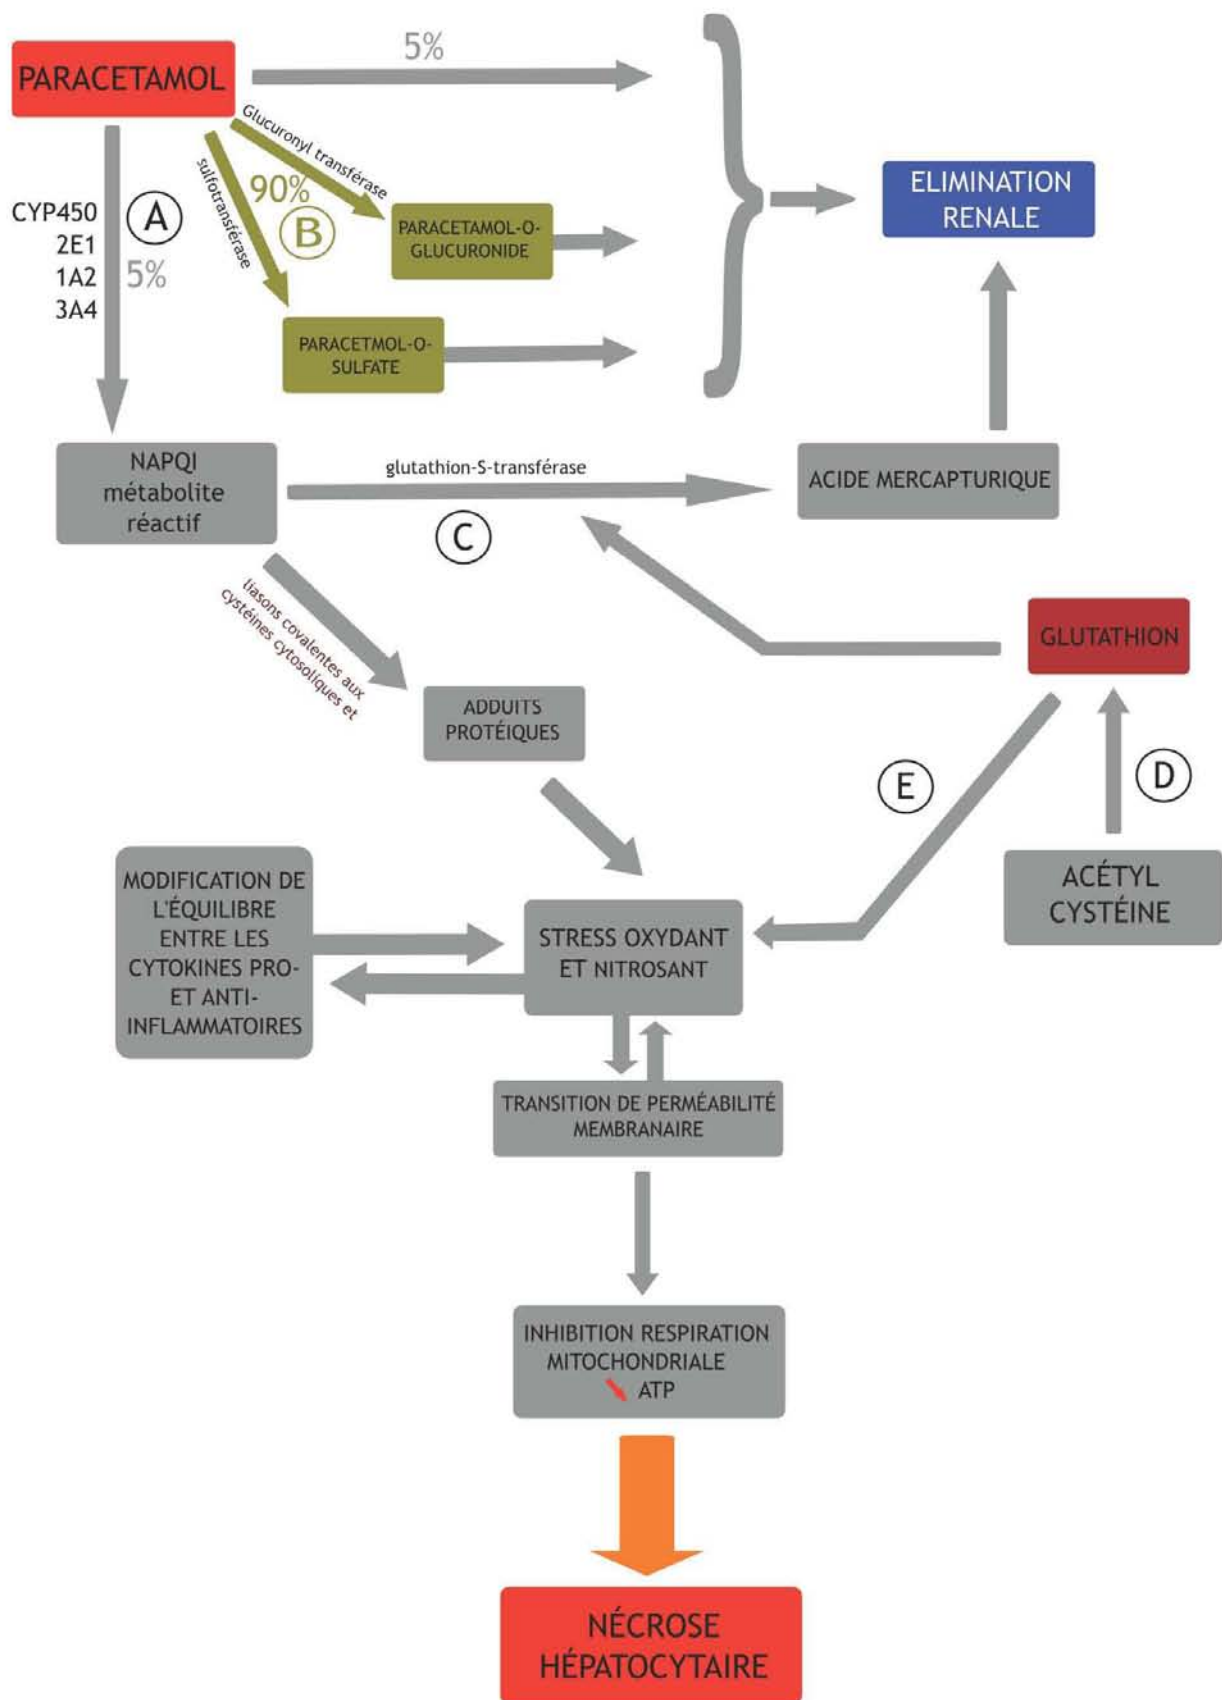 5%
PARACETAMOL
Glucuronyl transférase
sulfotransférase
90%
B
CYP450
2E1
1A2
3A4
A
5%
PARACETAMOL-O-
GLUCURONIDE
ELIMINATION
RENALE
PARACETMOL-O-
SULFATE
NAPQI
métabolite
réactif
glutathion-S-transférase
C
ACIDE MERCAPTURIQUE
liasons covalentes aux
cystéines cytosoliques et
GLUTATHION
ADDUITS
PROTÉIQUES
E
D
ACÉTYL
CYSTÉINE
MODIFICATION DE
L'ÉQUILIBRE
ENTRE LES
CYTOKINES PRO-
ET ANTI-
INFLAMMATOIRES
STRESS OXYDANT
ET NITROSANT
TRANSITION DE PERMÉABILITÉ
MEMBRANAIRE
INHIBITION RESPIRATION
MITOCHONDRIALE
ATP
NÉCROSE
HÉPATOCYTAIRE